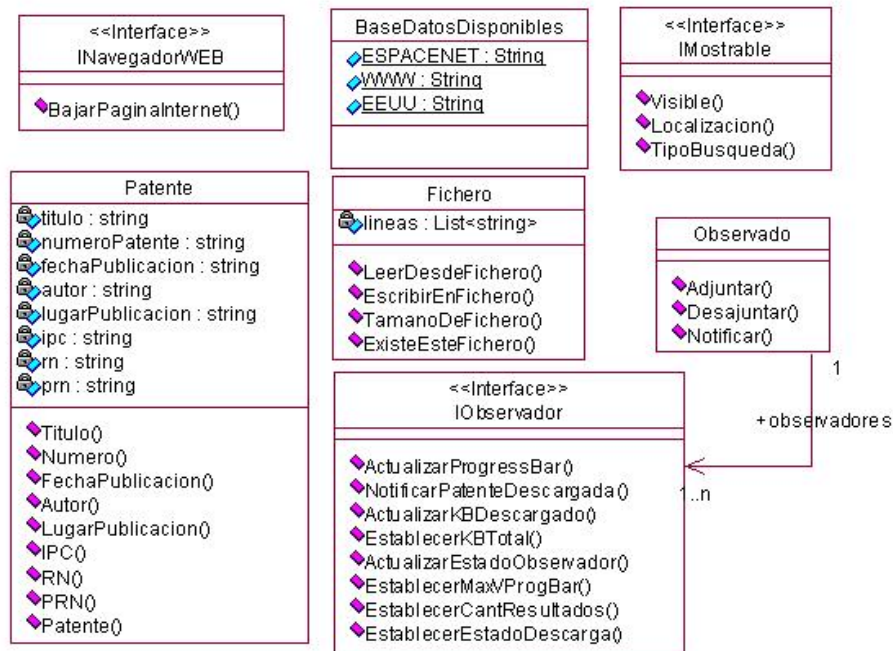 <<Interface>>
INavegadorWEB
BajarPaginaInternet()
BaseDatosDisponibles
ESPACENET : String
WWW : String
EEUU : String
<<Interface>>
IMostrable
Visible()
Localizacion()
TipoBusqueda()
Patente
titulo : string
numeroPatente : string
fechaPublicacion : string
autor : string
lugarPublicacion : string
ipc : string
rn : string
prn : string
Titulo()
Numero()
FechaPublicacion()
Autor()
LugarPublicacion()
IPC()
RN()
PRN()
Patente()
Fichero
lineas : List<string>
LeerDesdeFichero()
EscribirEnFichero()
TamanoDeFichero()
ExisteEsteFichero()
Observado
Adjuntar()
Desajuntar()
Notificar()
1
+observadores
1..n
<<Interface>>
IObservador
ActualizarProgressBar()
NotificarPatenteDescargada()
ActualizarKBDescargado()
EstablecerKBTotal()
ActualizarEstadoObservador()
EstablecerMaxVProgBar()
EstablecerCantResultados()
EstablecerEstadoDescarga()